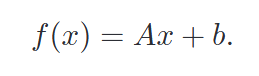 f(x) = Ax + b.